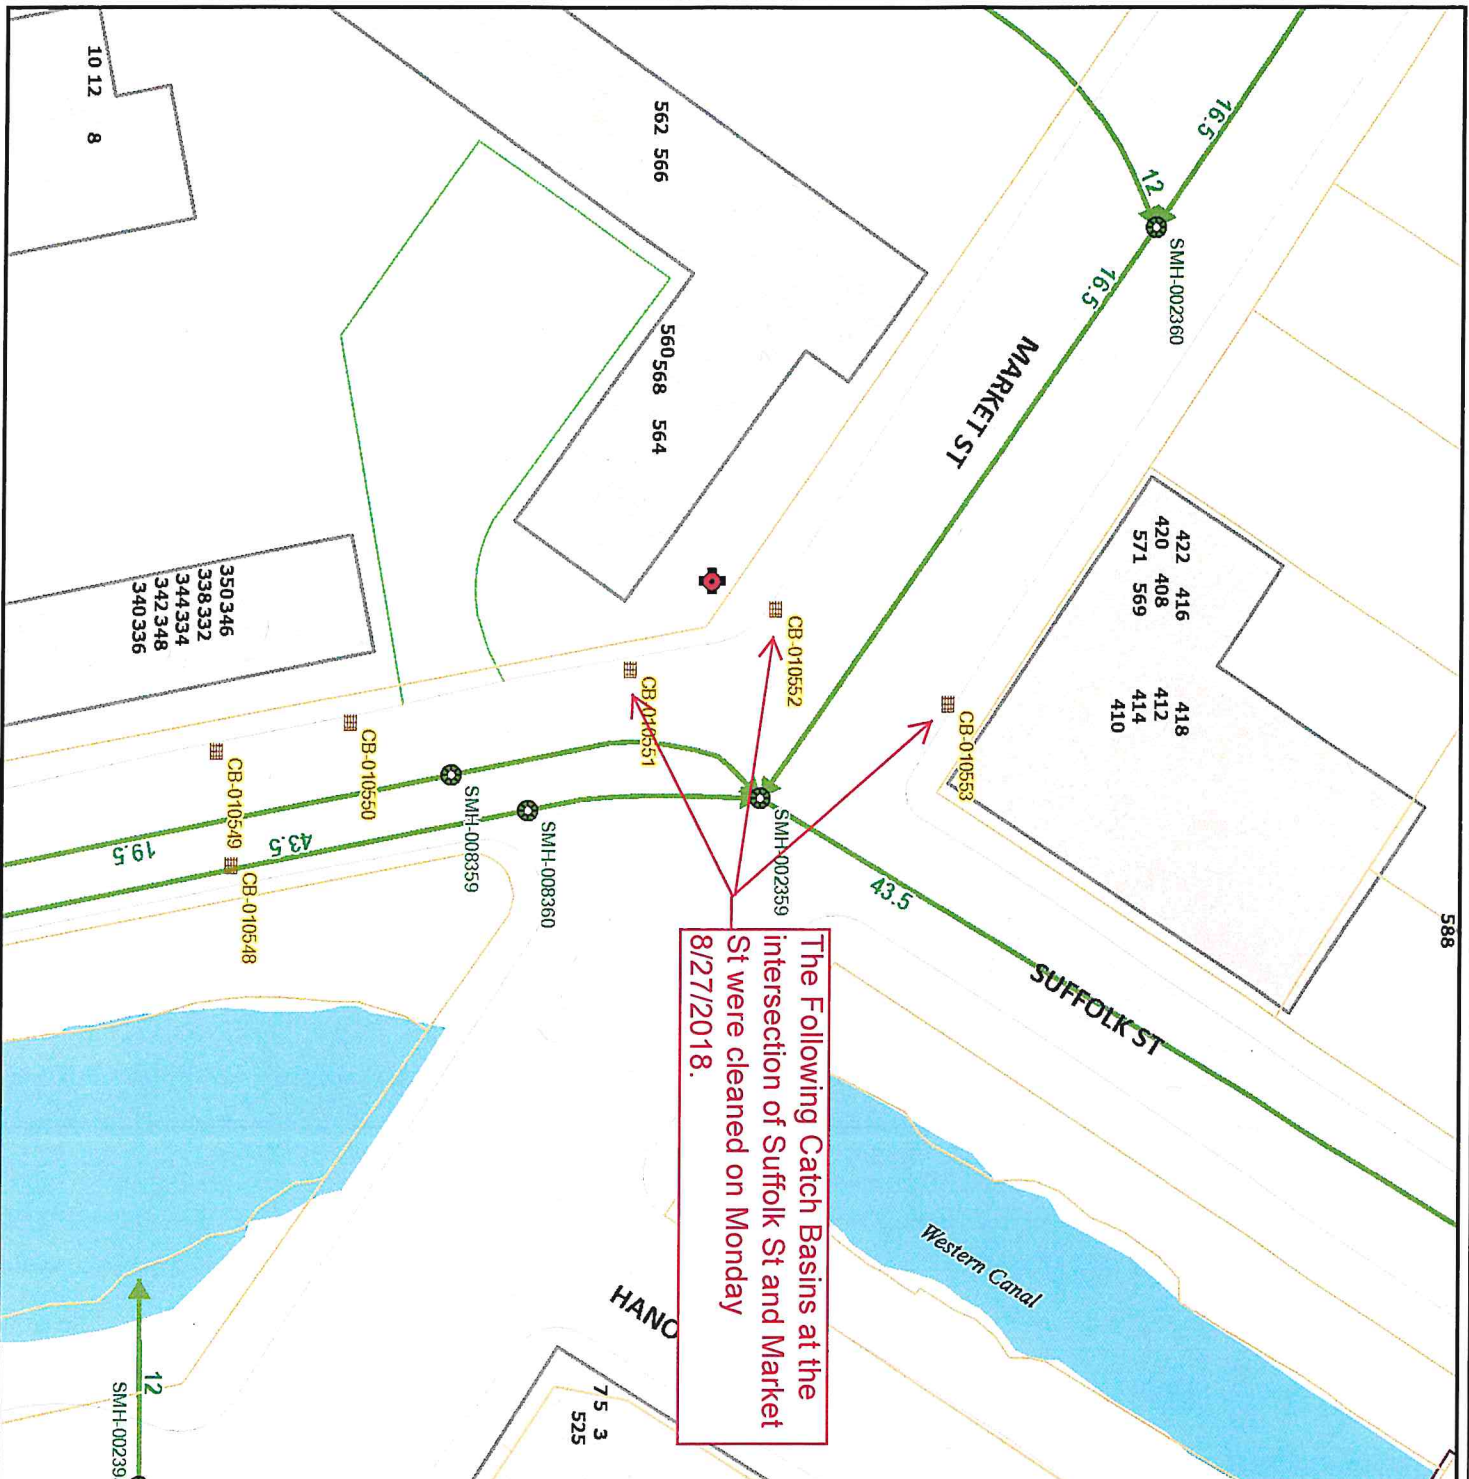 588
16.5
12
SMH-002360
16.5
MARKET ST
422 416 418
420 408 412
571 569 414
410
562 566
560 568 564
10 12 8
350 346
338 332
344 334
342 348
340 336
CB-010553
CB-010552
CB-010551
CB-010550
CB-010549
CB-010548
SMH-002359
SMH-008360
SMH-008359
43.5
19.5
43.5
SUFFOLK ST
The Following Catch Basins at the
intersection of Suffolk St and Market
St were cleaned on Monday
8/27/2018.
Western Canal
HANO
75 3
525
12
SMH-00239